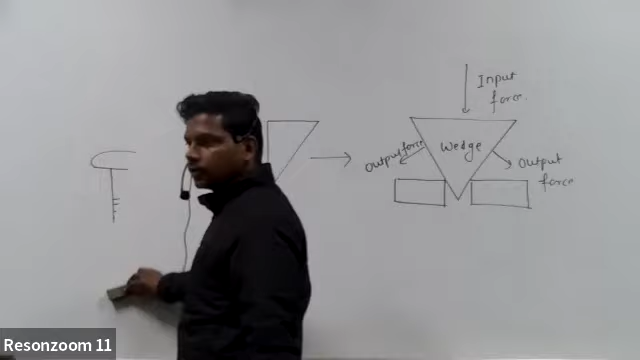 Input
force
Wedge
Output force
Output
force
Resonzoom 11